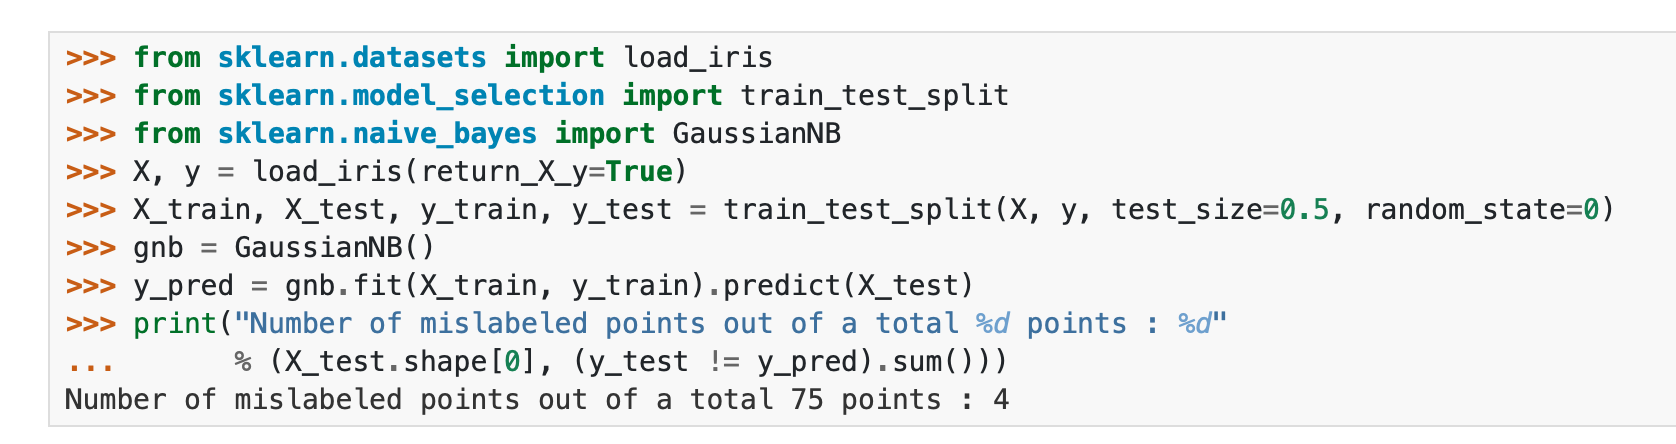 >>> from sklearn.datasets import load_iris
>>> from sklearn.model_selection import train_test_split
>>> from sklearn.naive_bayes import GaussianNB
>>> X, y = load_iris(return_X_y=True)
>>> X_train, X_test, y_train, y_test = train_test_split(X, y, test_size=0.5, random_state=0)
>>> gnb = GaussianNB()
>>> y_pred = gnb.fit(X_train, y_train).predict(X_test)
>>> print("Number of mislabeled points out of a total %d points : %d"
...       % (X_test.shape[0], (y_test != y_pred).sum()))
Number of mislabeled points out of a total 75 points : 4